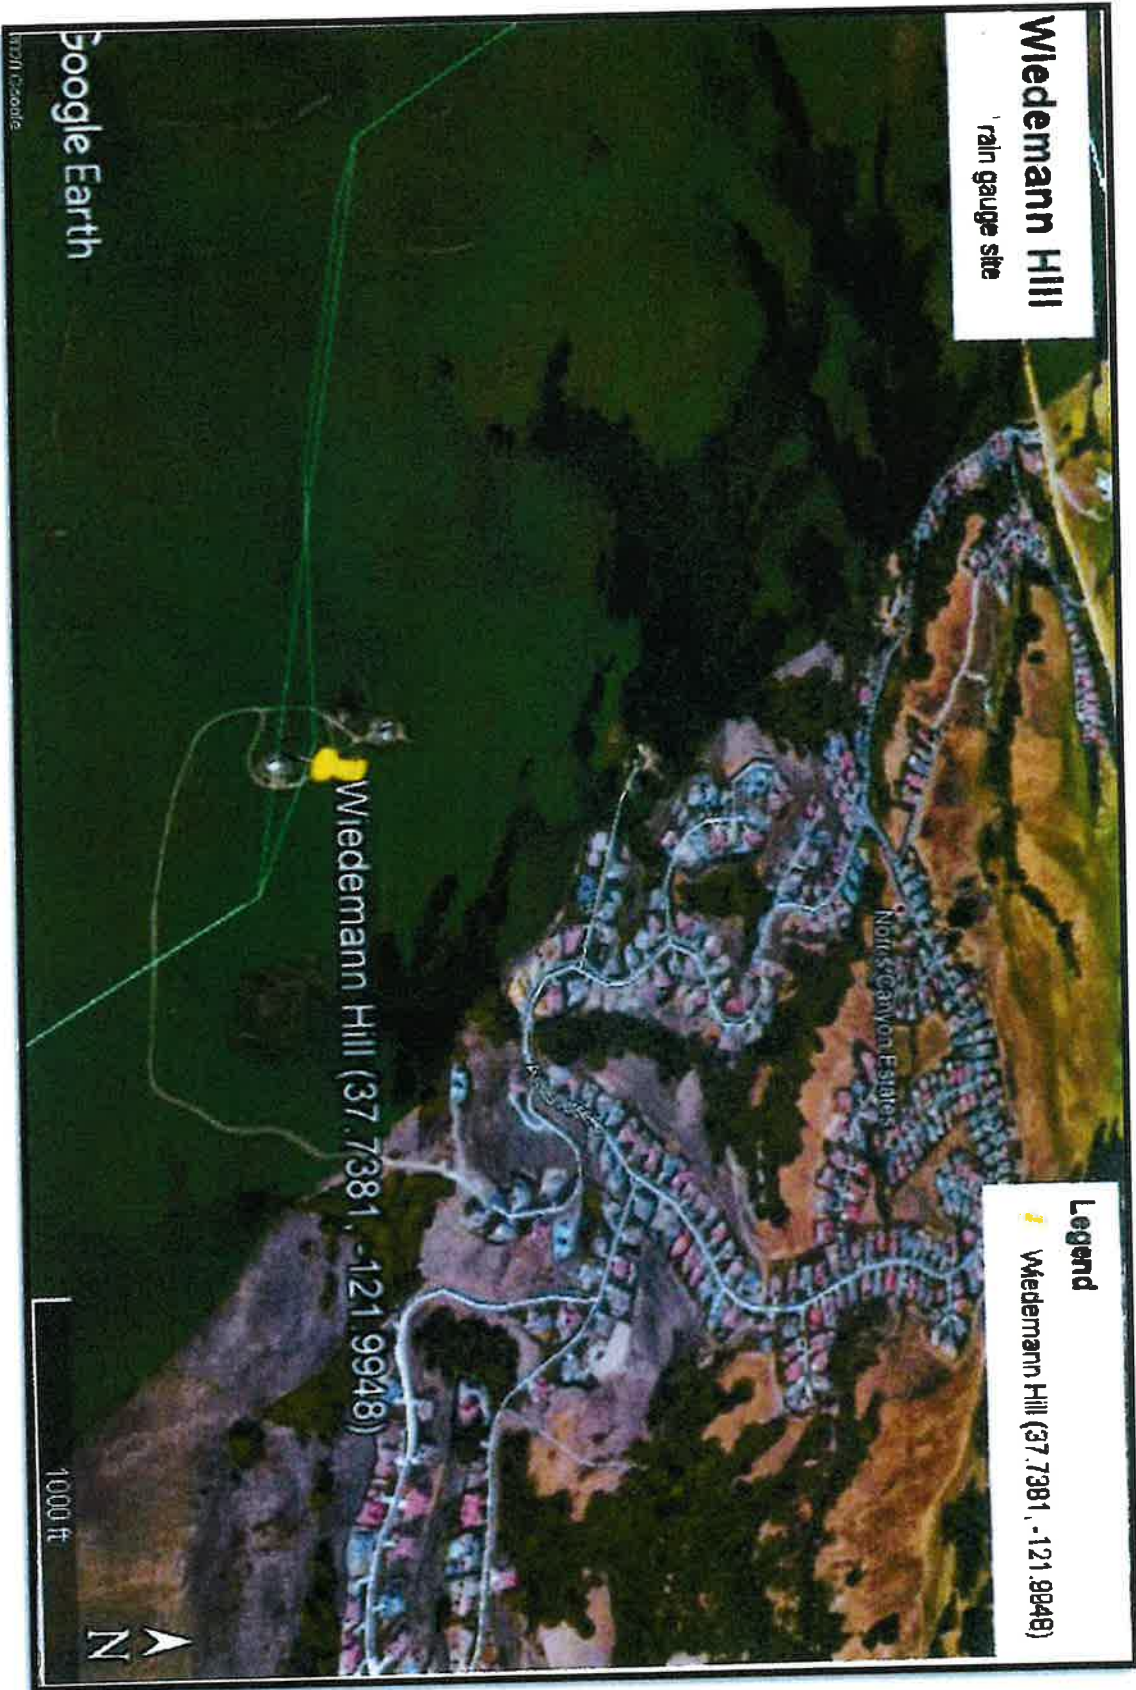 Wiedemann Hill
rain gauge site
Legend
Wiedemann Hill (37.7381, -121.9948)
Norris Canyon Estates
Wiedemann Hill (37.7381, -121.9948)
Google Earth
1000 ft
N